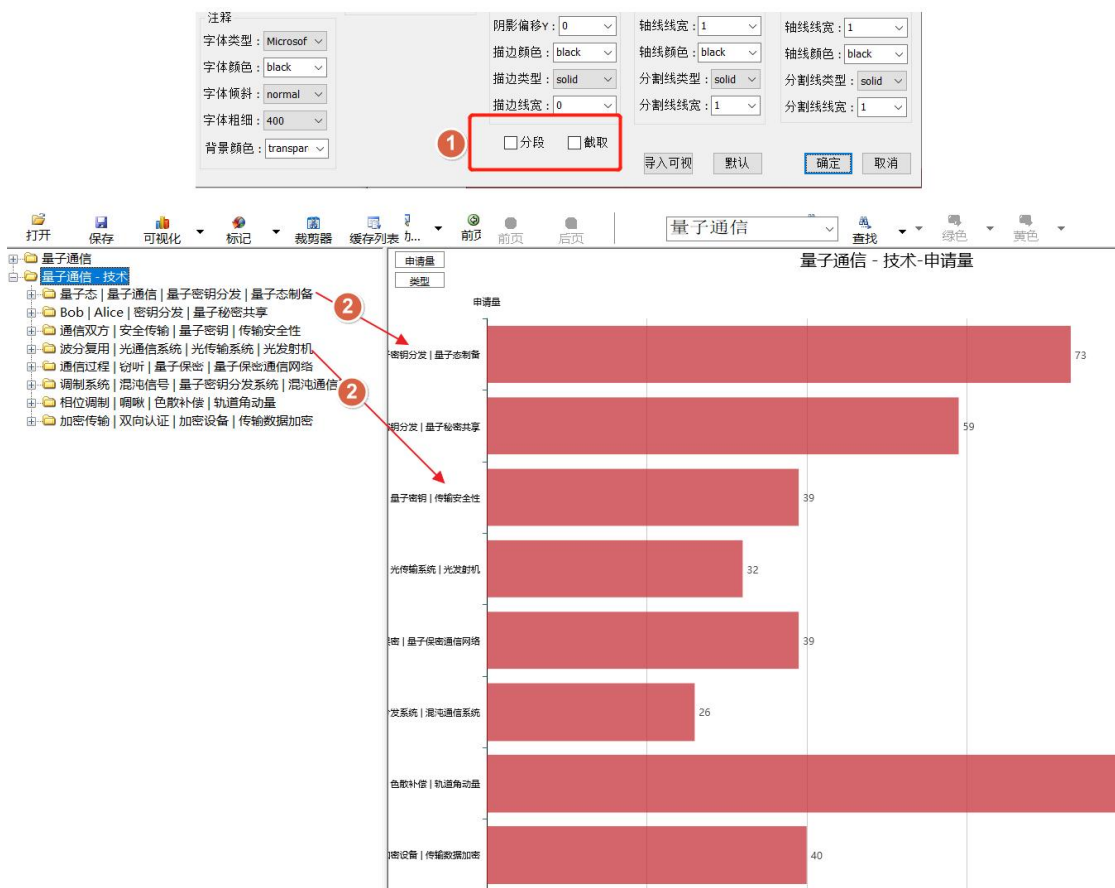 注释
字体类型：Microsof
字体颜色：black
字体倾斜：normal
字体粗细：400
背景颜色：transpar
阴影偏移Y：0
描边颜色：black
描边类型：solid
描边线宽：0
轴线线宽：1
轴线颜色：black
分割线类型：solid
分割线线宽：1
轴线线宽：1
轴线颜色：black
分割线类型：solid
分割线线宽：1
1
分段 截取
导入可视 默认 确定 取消
打开 保存 可视化 标记 裁剪器 缓存列表 前页 后页 量子通信 查找 绿色 黄色
量子通信
量子通信 - 技术
量子态 | 量子通信 | 量子密钥分发 | 量子态制备
Bob | Alice | 密钥分发 | 量子秘密共享
通信双方 | 安全传输 | 量子密钥 | 传输安全性
波分复用 | 光通信系统 | 光传输系统 | 光发射机
通信过程 | 窃听 | 量子保密 | 量子保密通信网络
调制系统 | 混沌信号 | 量子密钥分发系统 | 混沌通信
相位调制 | 啁啾 | 色散补偿 | 轨道角动量
加密传输 | 双向认证 | 加密设备 | 传输数据加密
2
2
申请量
类型
量子通信 - 技术-申请量
申请量
密钥分发 | 量子态制备 73
钥分发 | 量子秘密共享 59
量子密钥 | 传输安全性 39
光传输系统 | 光发射机 32
密 | 量子保密通信网络 39
发系统 | 混沌通信系统 26
色散补偿 | 轨道角动量
密设备 | 传输数据加密 40